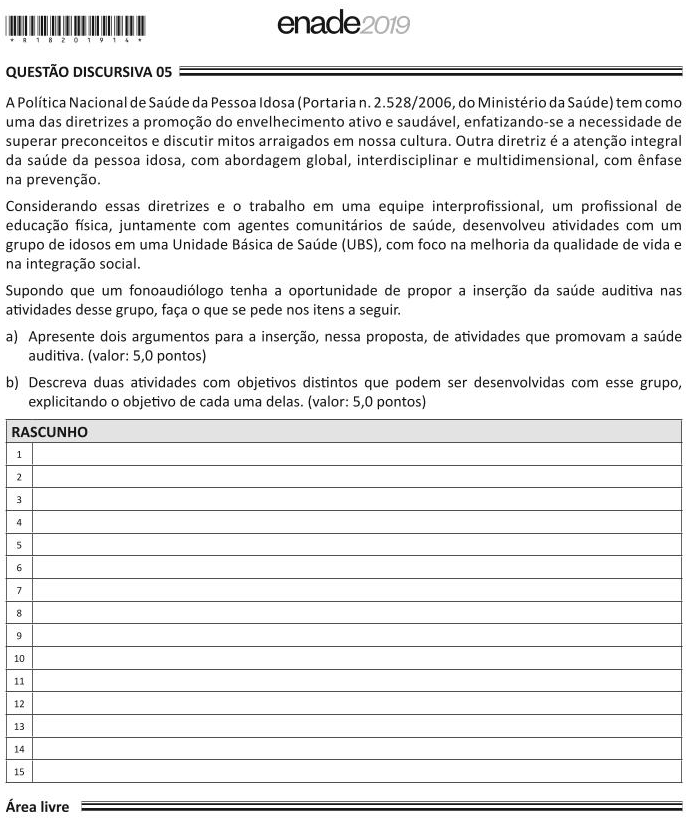 * R 1 8 2 0 1 9 1 4 *
enade2019
QUESTÃO DISCURSIVA 05
A Política Nacional de Saúde da Pessoa Idosa (Portaria n. 2.528/2006, do Ministério da Saúde) tem como
uma das diretrizes a promoção do envelhecimento ativo e saudável, enfatizando-se a necessidade de
superar preconceitos e discutir mitos arraigados em nossa cultura. Outra diretriz é a atenção integral
da saúde da pessoa idosa, com abordagem global, interdisciplinar e multidimensional, com ênfase
na prevenção.
Considerando essas diretrizes e o trabalho em uma equipe interprofissional, um profissional de
educação física, juntamente com agentes comunitários de saúde, desenvolveu atividades com um
grupo de idosos em uma Unidade Básica de Saúde (UBS), com foco na melhoria da qualidade de vida e
na integração social.
Supondo que um fonoaudiólogo tenha a oportunidade de propor a inserção da saúde auditiva nas
atividades desse grupo, faça o que se pede nos itens a seguir.
a) Apresente dois argumentos para a inserção, nessa proposta, de atividades que promovam a saúde
auditiva. (valor: 5,0 pontos)
b) Descreva duas atividades com objetivos distintos que podem ser desenvolvidas com esse grupo,
explicitando o objetivo de cada uma delas. (valor: 5,0 pontos)
RASCUNHO
1
2
3
4
5
6
7
8
9
10
11
12
13
14
15
Área livre